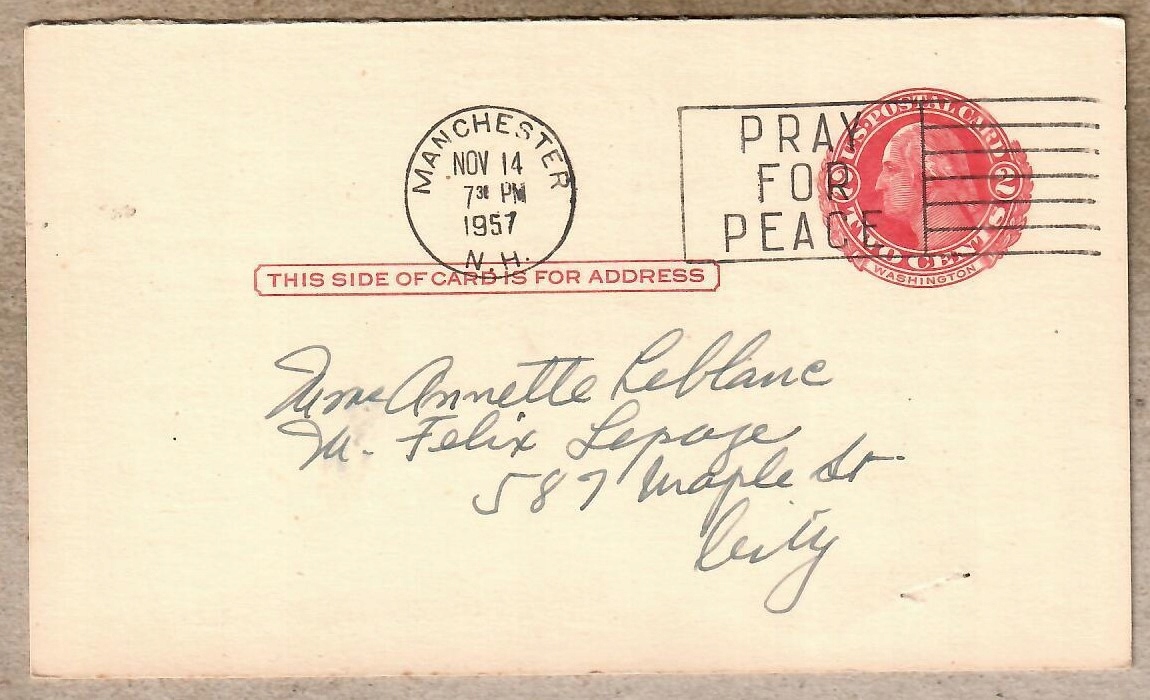 MANCHESTER
NOV 14
7 30 PM
1957
N.H.
PRAY
FOR
PEACE
U.S. POSTAL CARD
2 2
TWO CENTS
WASHINGTON
THIS SIDE OF CARD IS FOR ADDRESS
Mme Annette Leblanc
M. Felix Lepage
587 Maple St
City